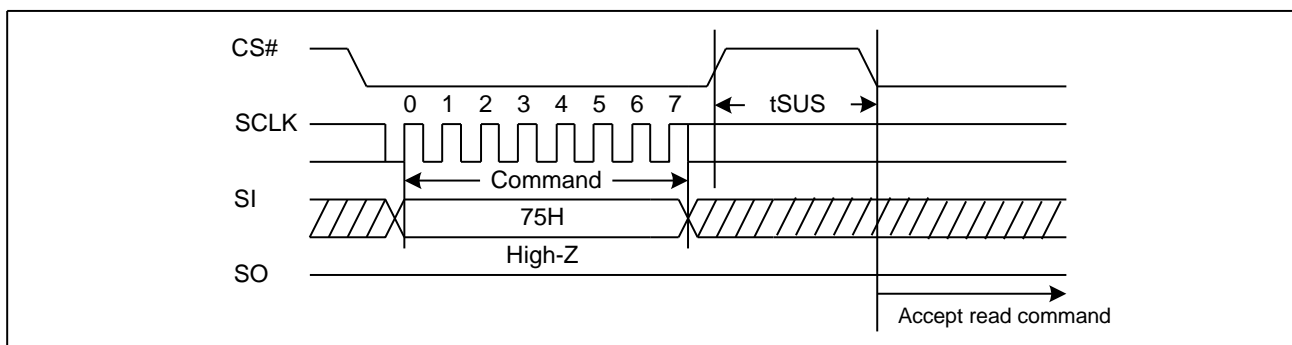 CS#
tSUS
0 1 2 3 4 5 6 7
SCLK
Command
SI
75H
High-Z
SO
Accept read command